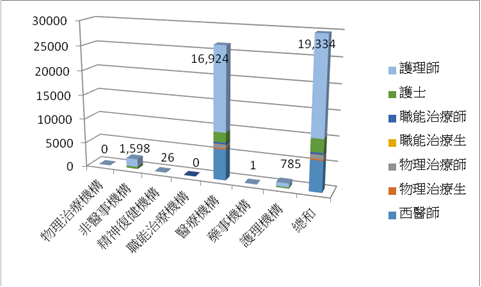 30000
25000
20000
15000
10000
5000
0
0
1,598
26
0
16,924
1
785
19,334
物理治療機構
非醫事機構
精神復健機構
職能治療機構
醫療機構
藥事機構
護理機構
總和
護理師
護士
職能治療師
職能治療生
物理治療師
物理治療生
西醫師